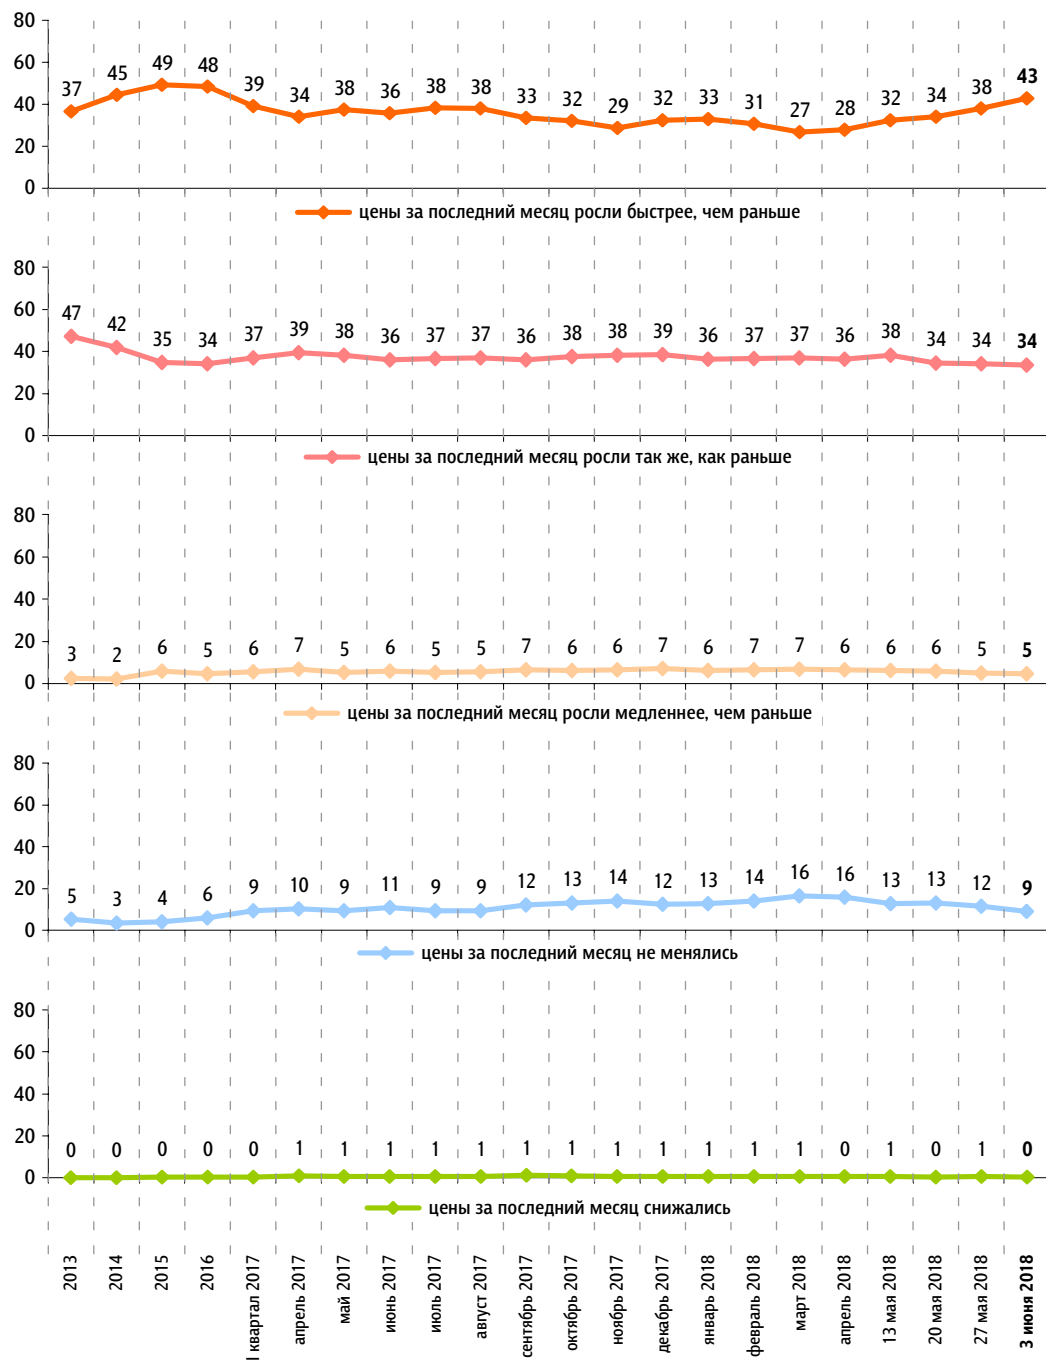 80
60
40
20
0
37 45 49 48 39 34 38 36 38 38 33 32 29 32 33 31 27 28 32 34 38 43
цены за последний месяц росли быстрее, чем раньше
80
60
40
20
0
47 42 35 34 37 39 38 36 37 37 36 38 38 39 36 37 37 36 38 34 34 34
цены за последний месяц росли так же, как раньше
80
60
40
20
0
3 2 6 5 6 7 5 6 5 5 7 6 6 7 6 7 7 6 6 6 5 5
цены за последний месяц росли медленнее, чем раньше
80
60
40
20
0
5 3 4 6 9 10 9 11 9 9 12 13 14 12 13 14 16 16 13 13 12 9
цены за последний месяц не менялись
80
60
40
20
0
0 0 0 0 0 1 1 1 1 1 1 1 1 1 1 1 1 0 1 0 1 0
цены за последний месяц снижались
2013
2014
2015
2016
I квартал 2017
апрель 2017
май 2017
июнь 2017
июль 2017
август 2017
сентябрь 2017
октябрь 2017
ноябрь 2017
декабрь 2017
январь 2018
февраль 2018
март 2018
апрель 2018
13 мая 2018
20 мая 2018
27 мая 2018
3 июня 2018